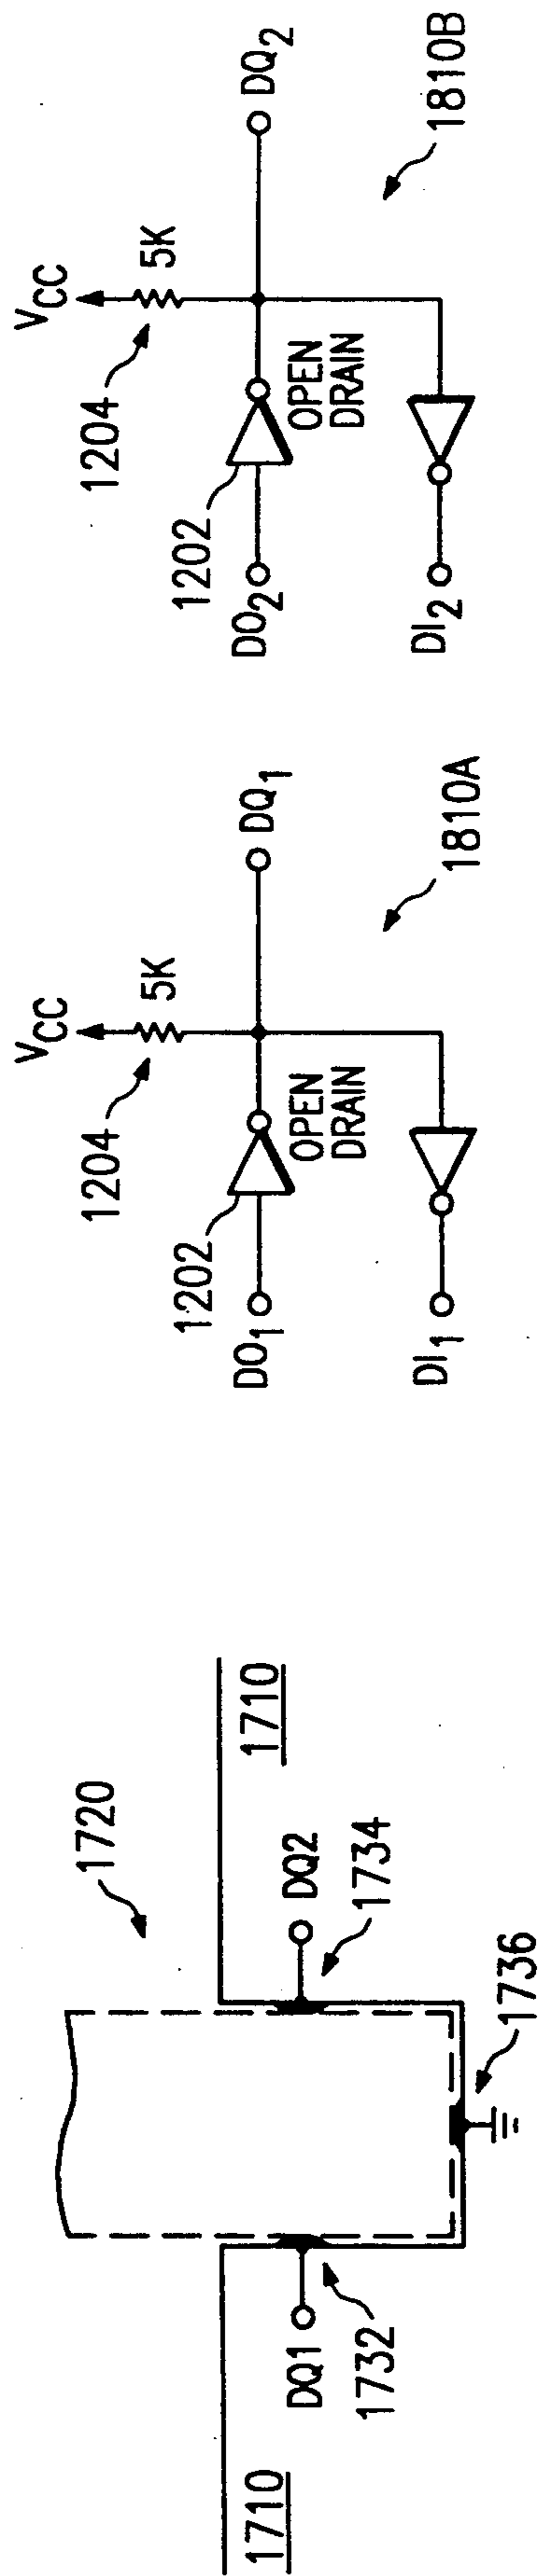 1710
1720
1710
DQ1
1732
DQ2
1734
1736
VCC
1204
5K
1202
DO1
OPEN
DRAIN
DQ1
DI1
1810A
VCC
1204
5K
1202
DO2
OPEN
DRAIN
DQ2
DI2
1810B